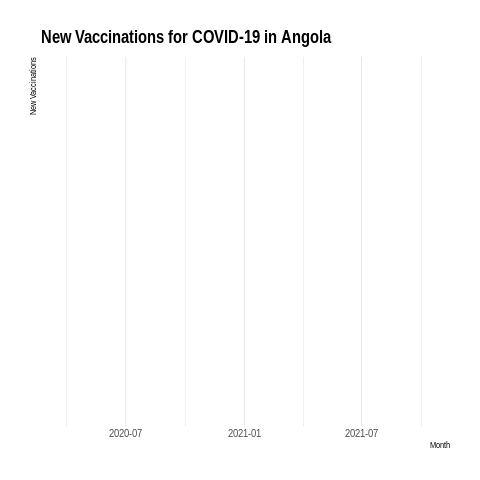 New Vaccinations for COVID-19 in Angola
New Vaccinations
2020-07
2021-01
2021-07
Month